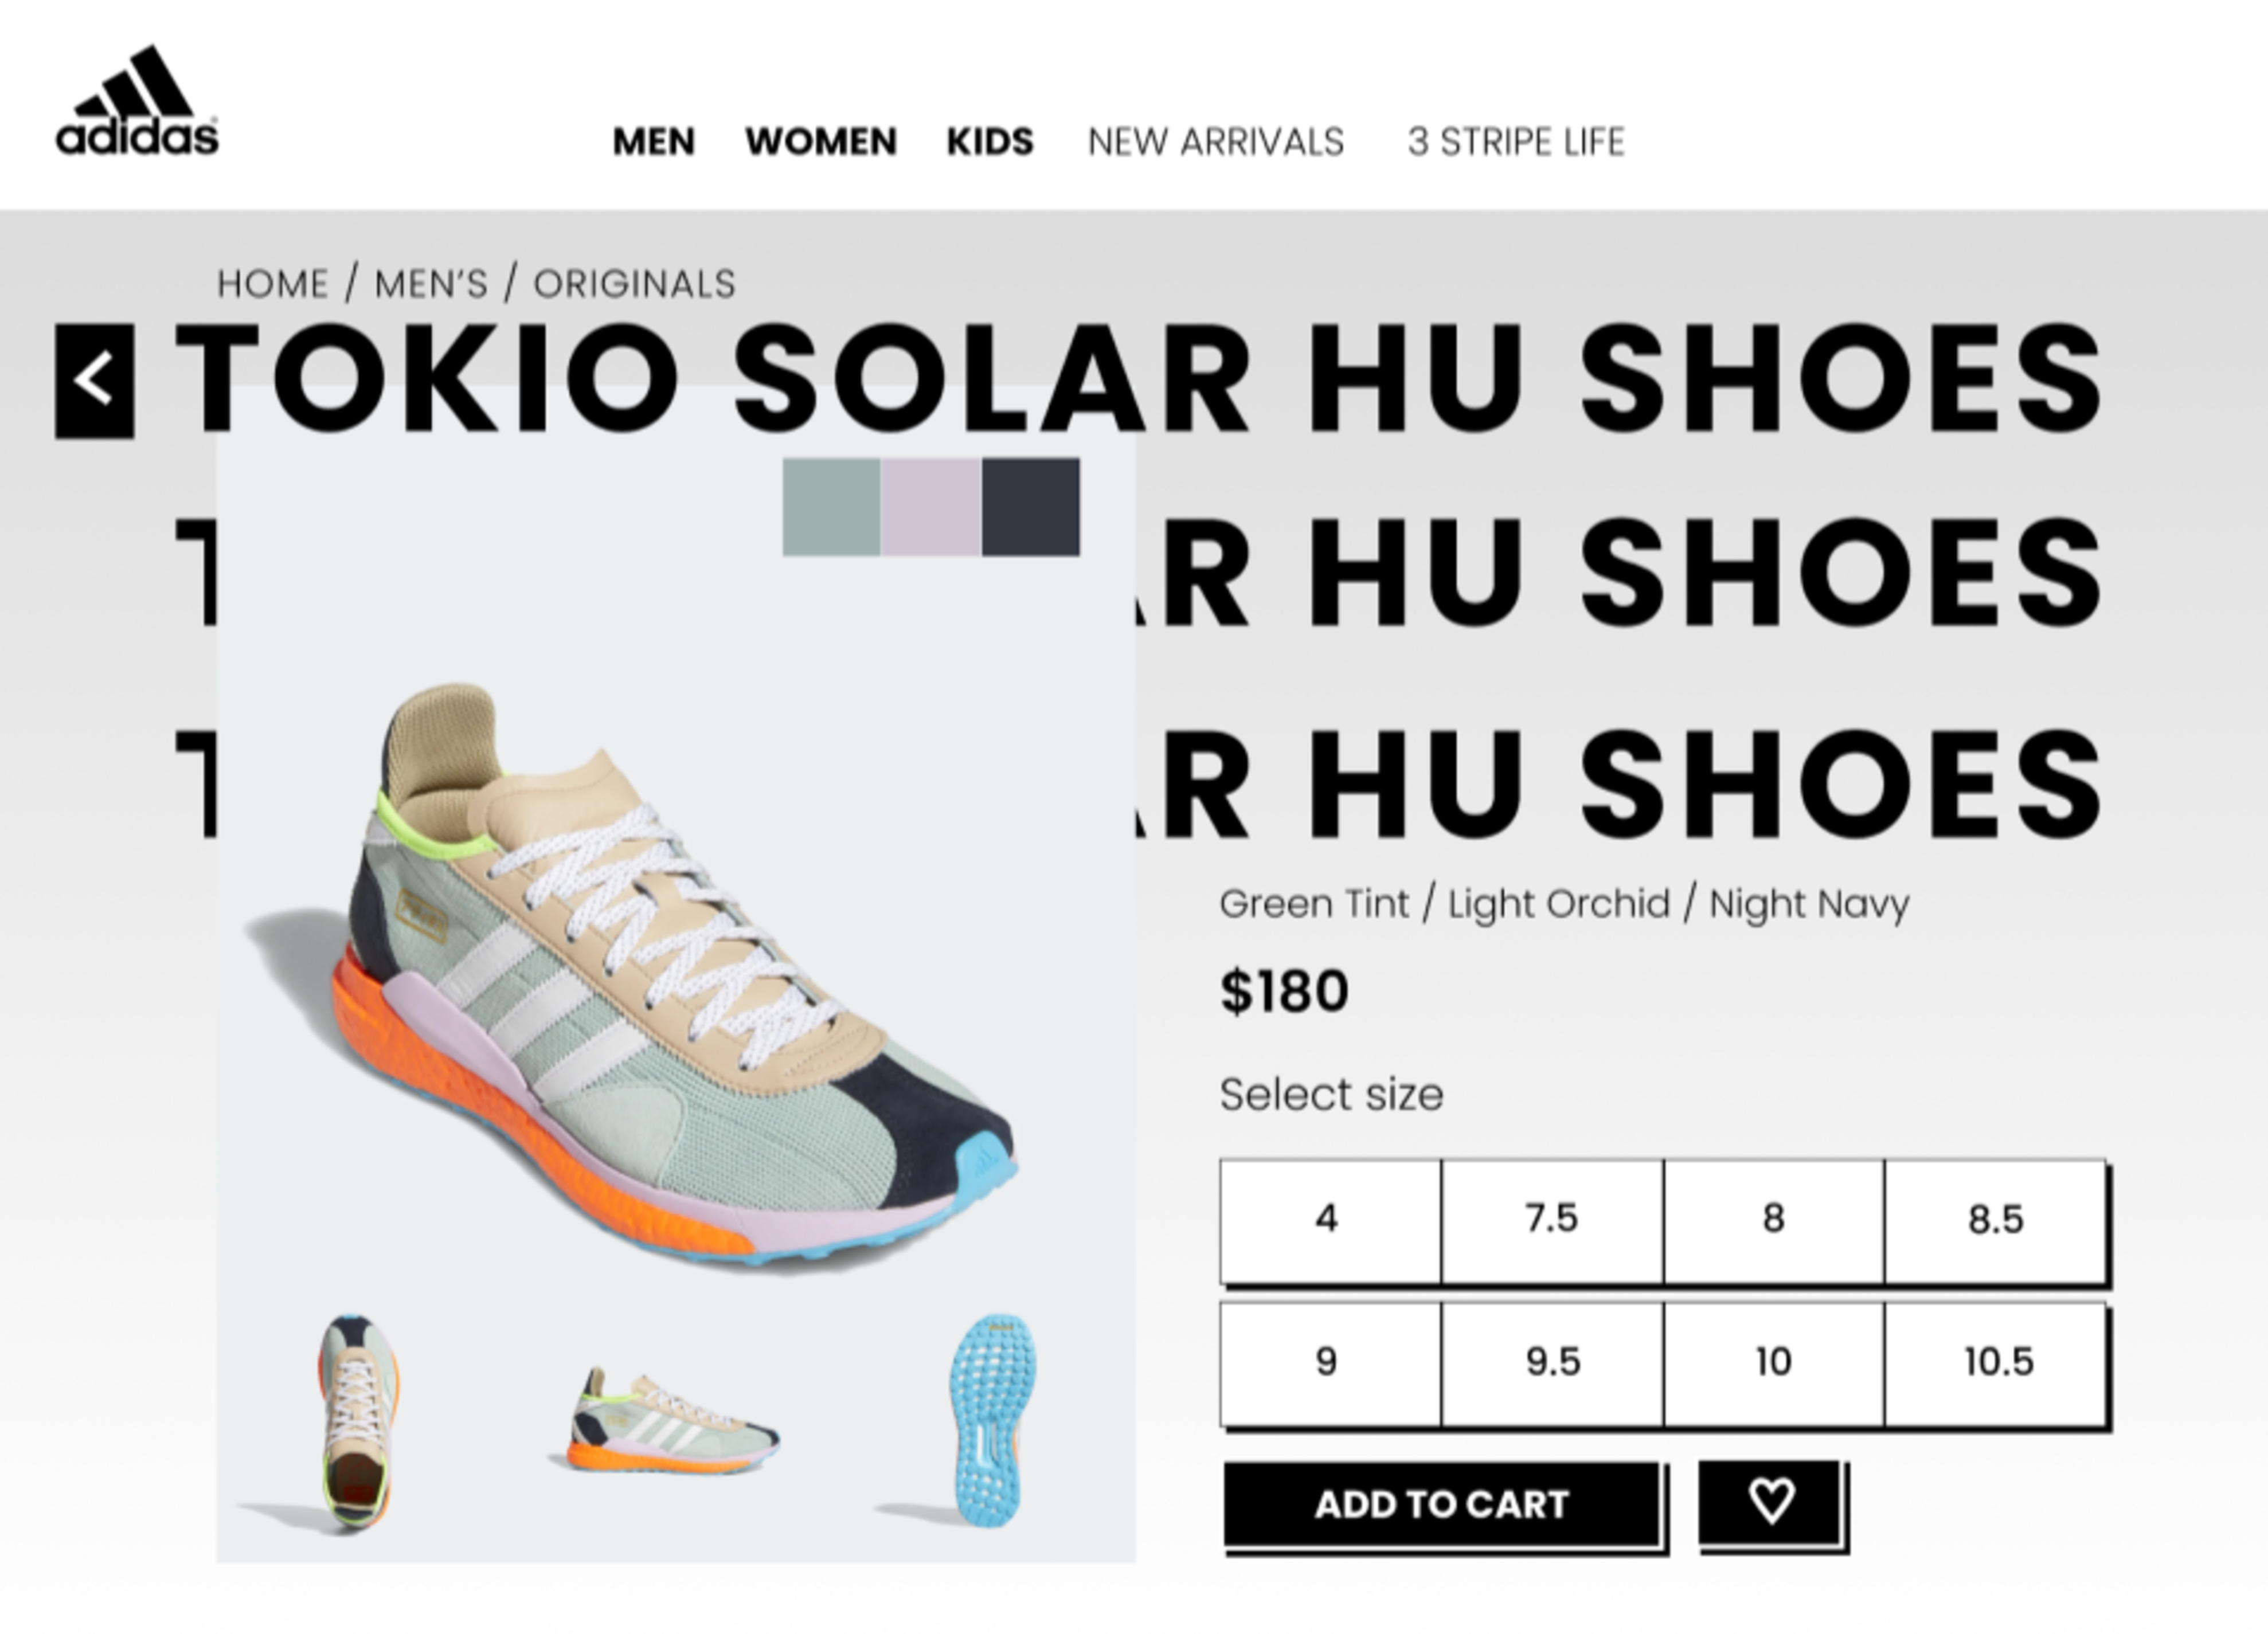 adidas
MEN WOMEN KIDS NEW ARRIVALS 3 STRIPE LIFE
HOME / MEN'S / ORIGINALS
TOKIO SOLAR HU SHOES
T R HU SHOES
T R HU SHOES
Green Tint / Light Orchid / Night Navy
$180
Select size
4 7.5 8 8.5
9 9.5 10 10.5
ADD TO CART